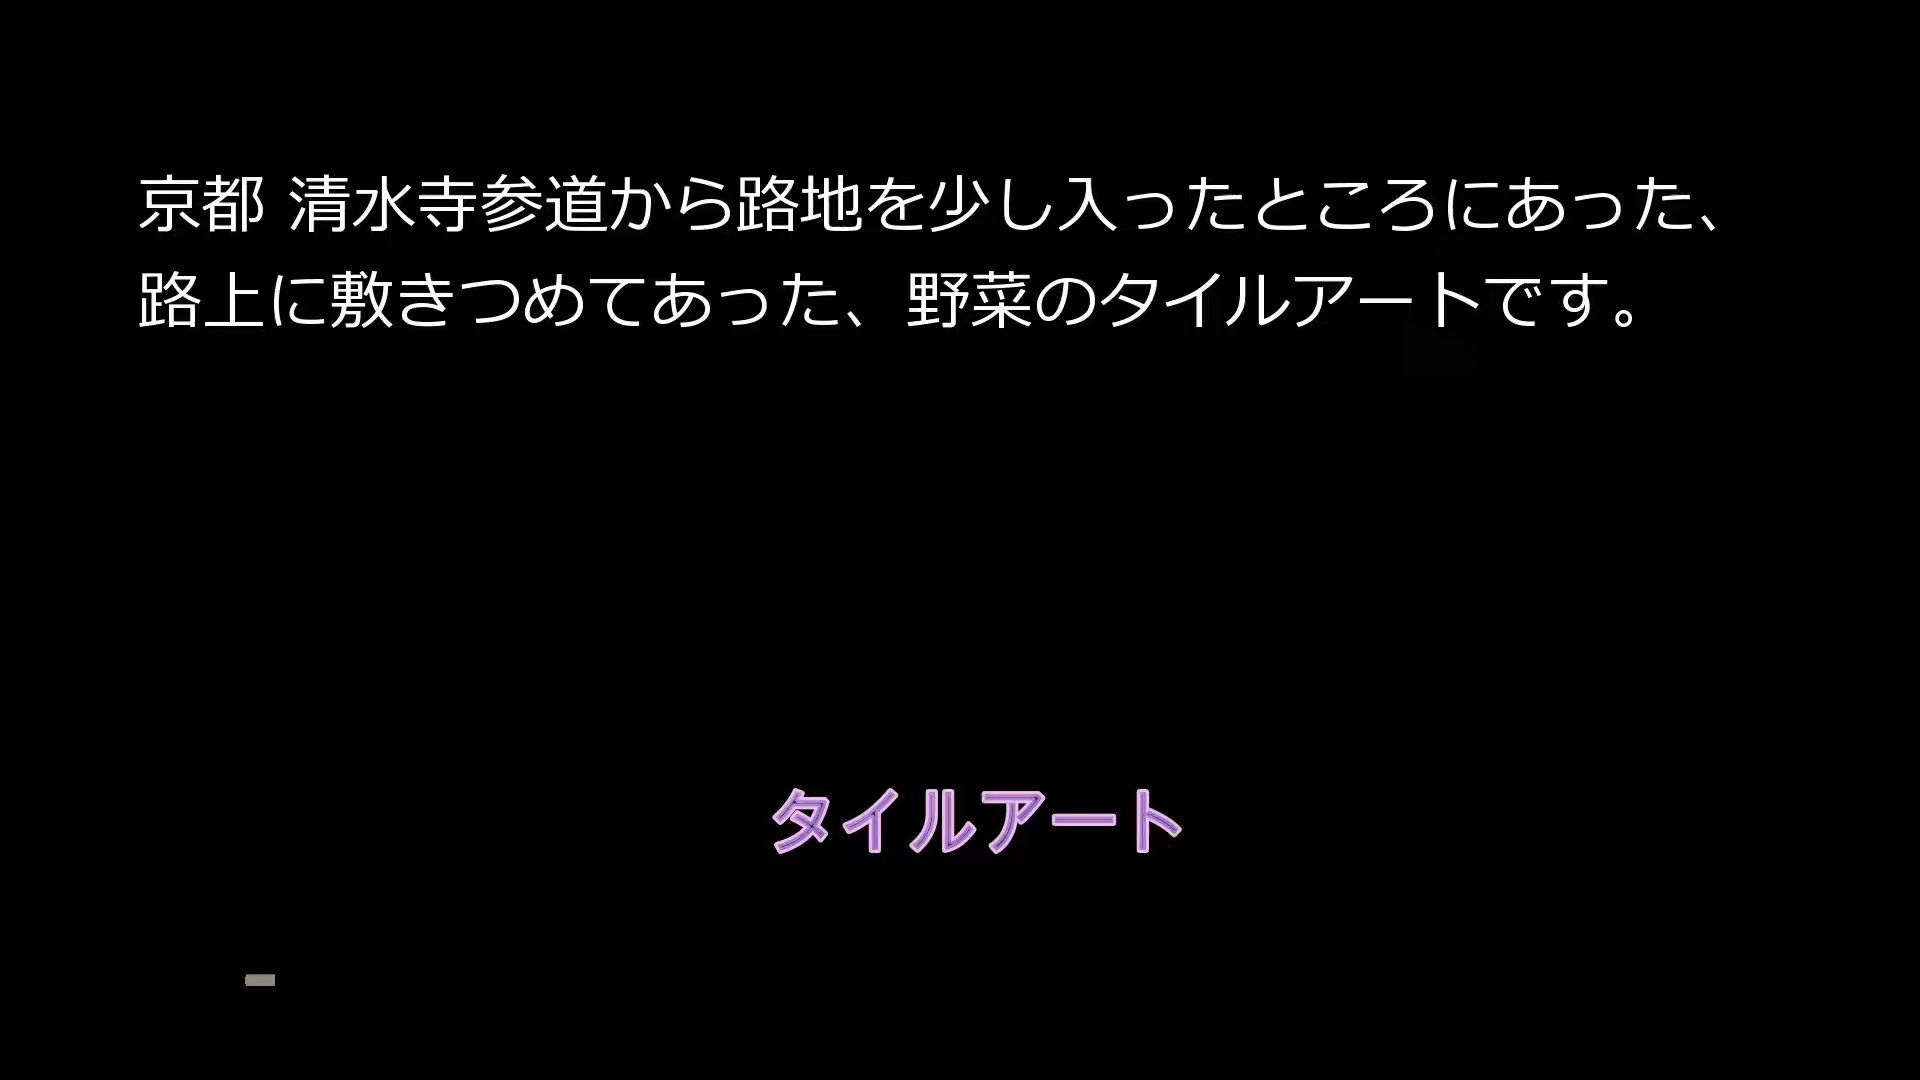 京都 清水寺参道から路地を少し入ったところにあった、
路上に敷きつめてあった、野菜のタイルアートです。
タイルアート